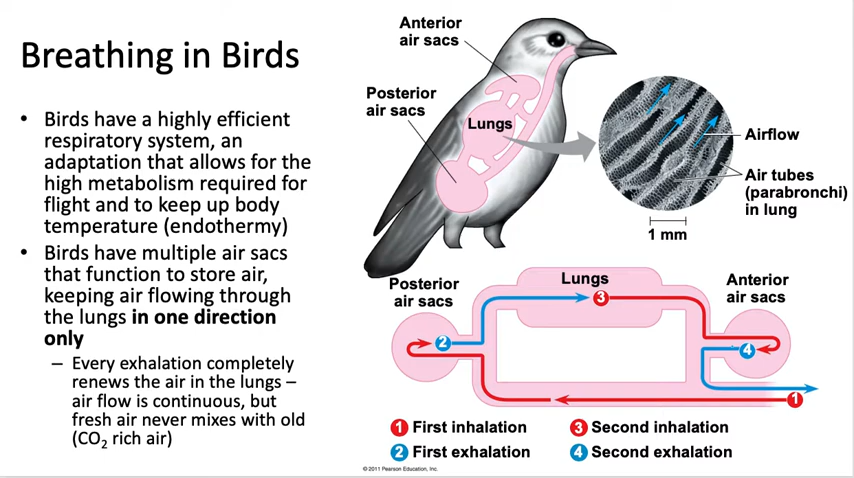 Breathing in Birds
• Birds have a highly efficient
respiratory system, an
adaptation that allows for the
high metabolism required for
flight and to keep up body
temperature (endothermy)
• Birds have multiple air sacs
that function to store air,
keeping air flowing through
the lungs in one direction
only
– Every exhalation completely
renews the air in the lungs –
air flow is continuous, but
fresh air never mixes with old
(CO2 rich air)
Anterior
air sacs
Posterior
air sacs
Lungs
Airflow
Air tubes
(parabronchi)
in lung
1 mm
Posterior
air sacs
Lungs
Anterior
air sacs
3
2
4
1
1 First inhalation
2 First exhalation
3 Second inhalation
4 Second exhalation
© 2011 Pearson Education, Inc.